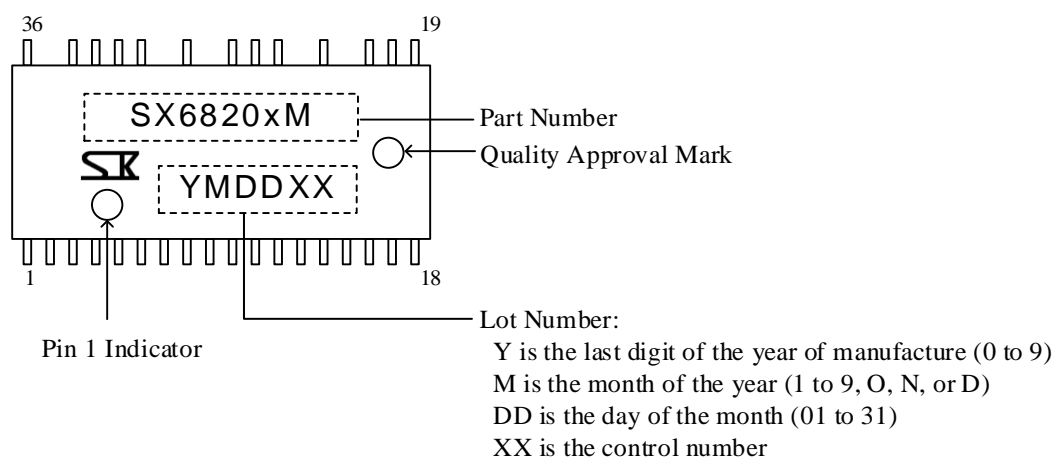 36 19
SX6820xM
Part Number
Quality Approval Mark
SK
YMDDXX
1 18
Pin 1 Indicator
Lot Number:
Y is the last digit of the year of manufacture (0 to 9)
M is the month of the year (1 to 9, O, N, or D)
DD is the day of the month (01 to 31)
XX is the control number